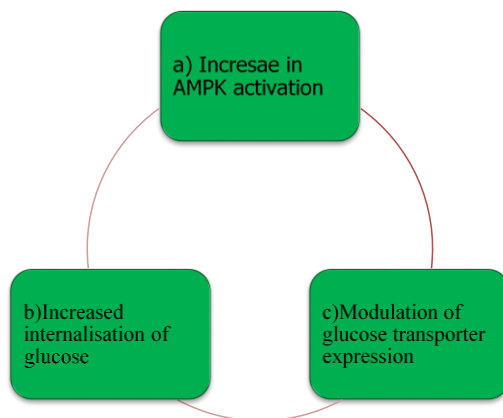 a) Incresae in
AMPK activation
b)Increased
internalisation of
glucose
c)Modulation of
glucose transporter
expression